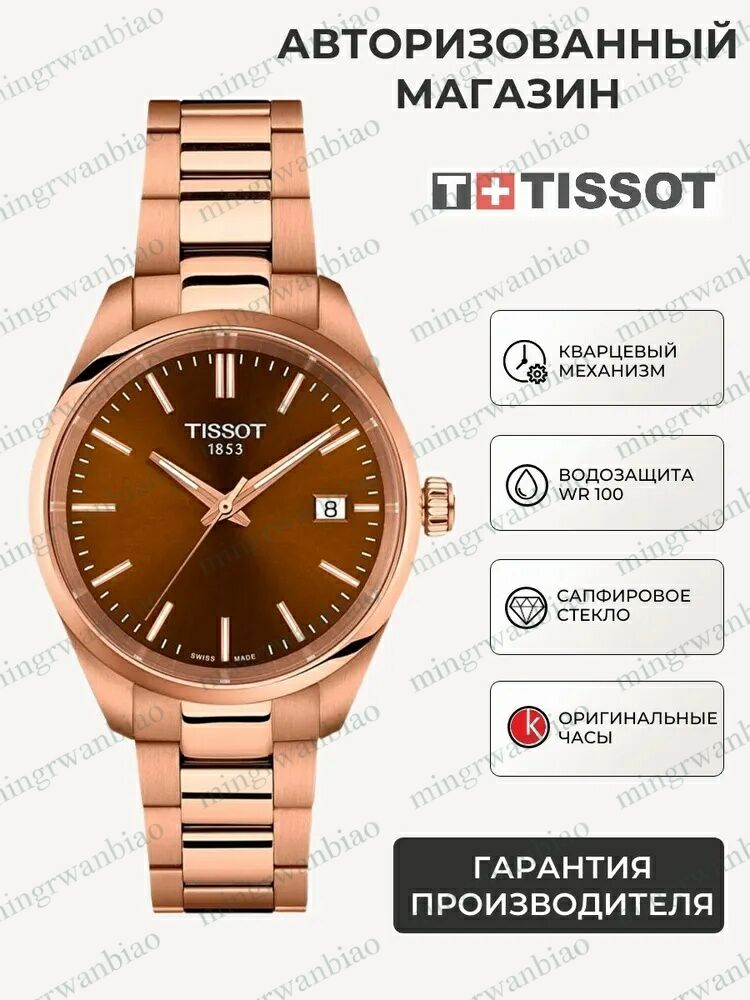 АВТОРИЗОВАННЫЙ
МАГАЗИН
T+TISSOT
КВАРЦЕВЫЙ
МЕХАНИЗМ
ВОДОЗАЩИТА
WR 100
САПФИРОВОЕ
СТЕКЛО
k ОРИГИНАЛЬНЫЕ
ЧАСЫ
ГАРАНТИЯ
ПРОИЗВОДИТЕЛЯ
TISSOT
1853
8
SWISS MADE
mingrwanbiao